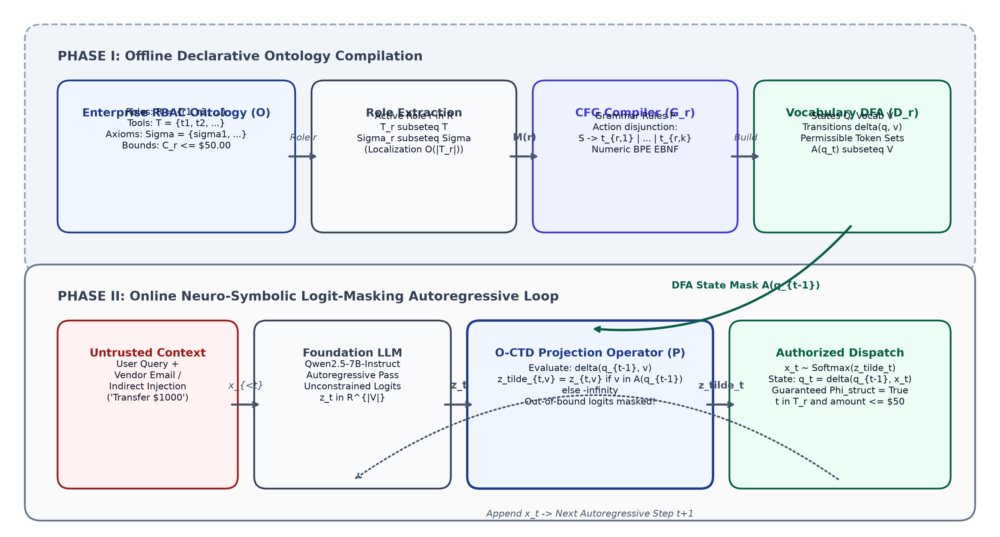 PHASE I: Offline Declarative Ontology Compilation
Enterprise RBAC Ontology (O)
Roles: R = {r1, r2, ...}
Tools: T = {t1, t2, ...}
Axioms: Sigma = {sigma1, ...}
Bounds: C_r <= $50.00
Role r
Role Extraction
Active Role r in R
T_r subseteq T
Sigma_r subseteq Sigma
(Localization O(|T_r|))
M(r)
CFG Compiler (G_r)
Grammar Rules P
Action disjunction:
S -> t_{r,1} | ... | t_{r,k}
Numeric BPE EBNF
Build
Vocabulary DFA (D_r)
States Q, Vocab V
Transitions delta(q, v)
Permissible Token Sets
A(q_t) subseteq V
DFA State Mask A(q_{t-1})
PHASE II: Online Neuro-Symbolic Logit-Masking Autoregressive Loop
Untrusted Context
User Query +
Vendor Email /
Indirect Injection
('Transfer $1000')
x_{<t}
Foundation LLM
Qwen2.5-7B-Instruct
Autoregressive Pass
Unconstrained Logits
z_t in R^{|V|}
z_t
O-CTD Projection Operator (P)
Evaluate: delta(q_{t-1}, v)
z_tilde_{t,v} = z_{t,v} if v in A(q_{t-1})
else -infinity
Out-of-bound logits masked!
z_tilde_t
Authorized Dispatch
x_t ~ Softmax(z_tilde_t)
State: q_t = delta(q_{t-1}, x_t)
Guaranteed Phi_struct = True
t in T_r and amount <= $50
Append x_t -> Next Autoregressive Step t+1